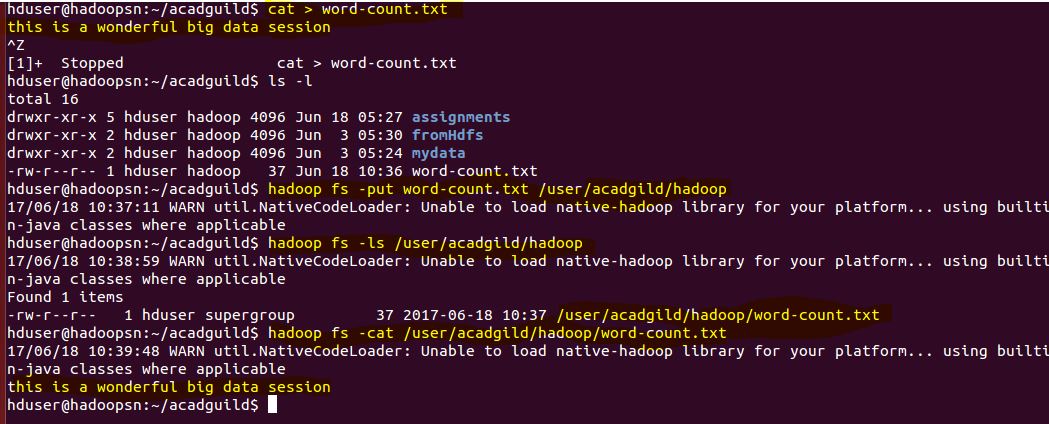 hduser@hadoopsn:~/acadguild$ cat > word-count.txt
this is a wonderful big data session
^Z
[1]+  Stopped                 cat > word-count.txt
hduser@hadoopsn:~/acadguild$ ls -l
total 16
drwxr-xr-x 5 hduser hadoop 4096 Jun 18 05:27 assignments
drwxr-xr-x 2 hduser hadoop 4096 Jun  3 05:30 fromHdfs
drwxr-xr-x 2 hduser hadoop 4096 Jun  3 05:24 mydata
-rw-r--r-- 1 hduser hadoop   37 Jun 18 10:36 word-count.txt
hduser@hadoopsn:~/acadguild$ hadoop fs -put word-count.txt /user/acadgild/hadoop
17/06/18 10:37:11 WARN util.NativeCodeLoader: Unable to load native-hadoop library for your platform... using builti
n-java classes where applicable
hduser@hadoopsn:~/acadguild$ hadoop fs -ls /user/acadgild/hadoop
17/06/18 10:38:59 WARN util.NativeCodeLoader: Unable to load native-hadoop library for your platform... using builti
n-java classes where applicable
Found 1 items
-rw-r--r--   1 hduser supergroup         37 2017-06-18 10:37 /user/acadgild/hadoop/word-count.txt
hduser@hadoopsn:~/acadguild$ hadoop fs -cat /user/acadgild/hadoop/word-count.txt
17/06/18 10:39:48 WARN util.NativeCodeLoader: Unable to load native-hadoop library for your platform... using builti
n-java classes where applicable
this is a wonderful big data session
hduser@hadoopsn:~/acadguild$